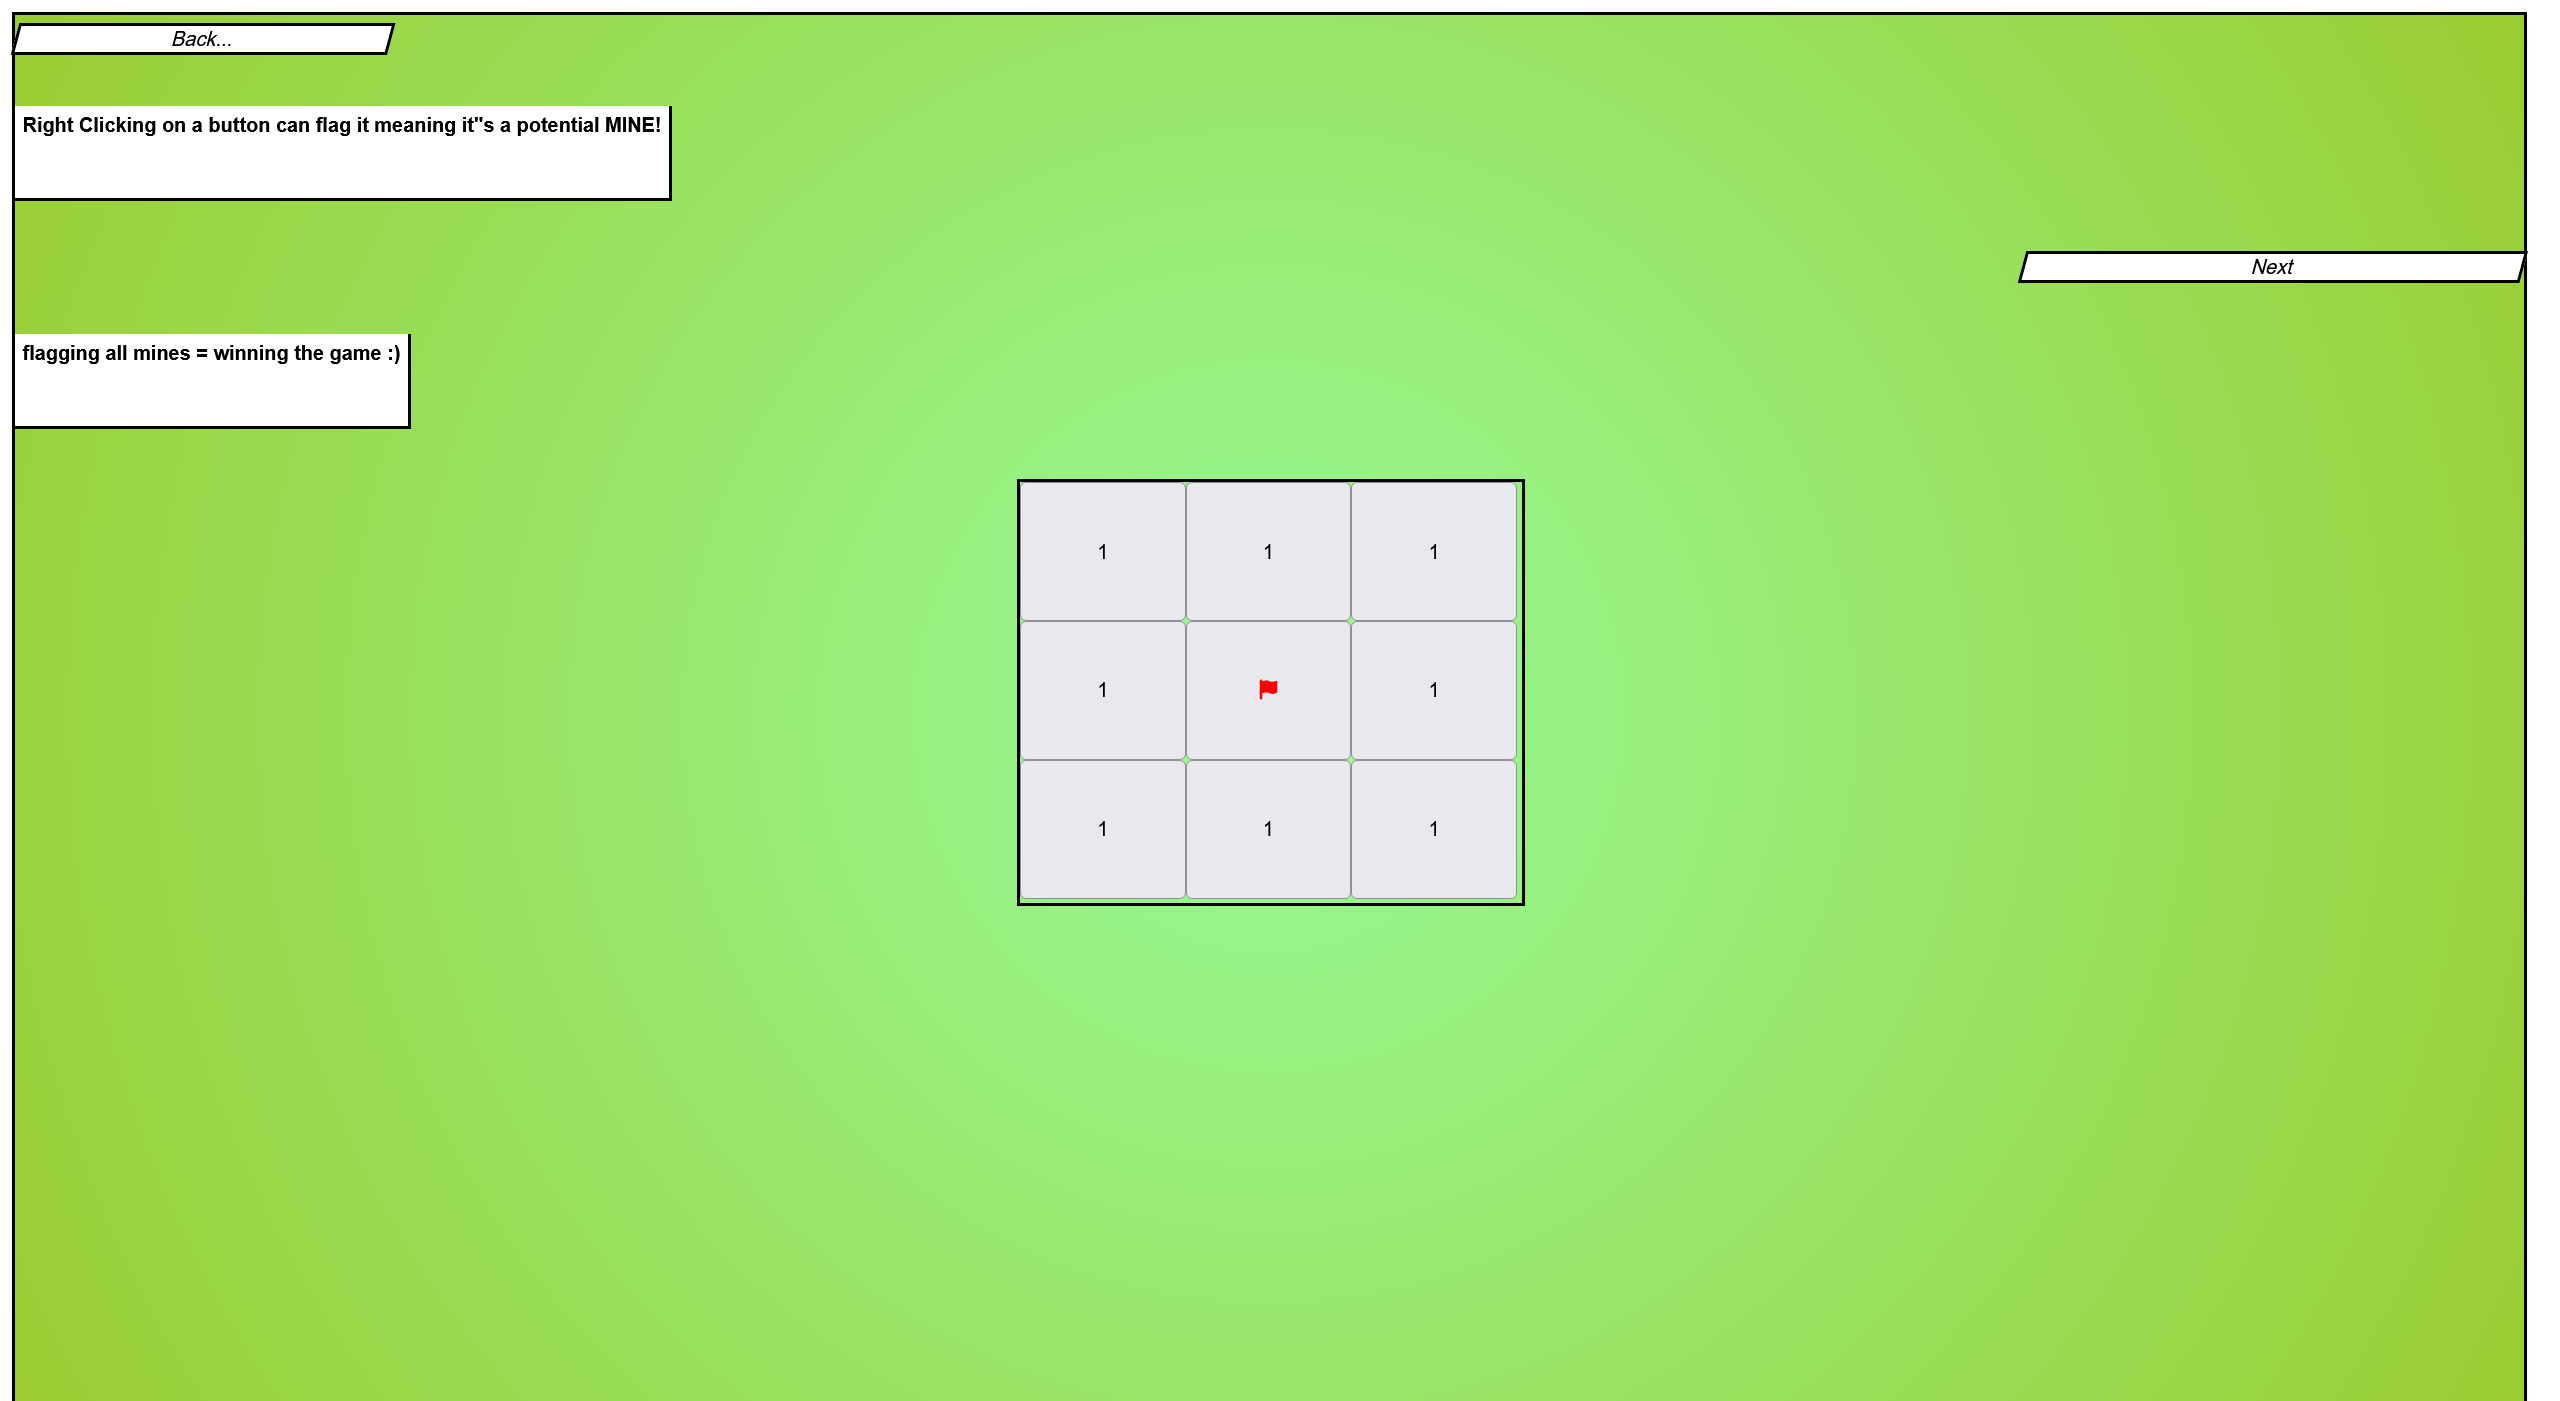 Back...
Right Clicking on a button can flag it meaning it"s a potential MINE!
Next
flagging all mines = winning the game :)
1 1 1
1 1
1 1 1